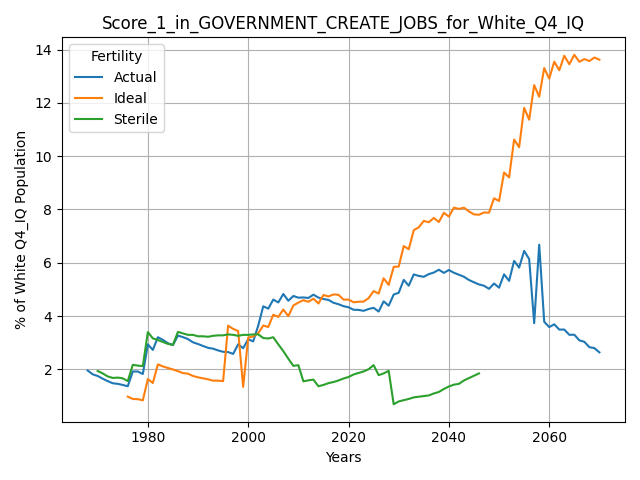 Score_1_in_GOVERNMENT_CREATE_JOBS_for_White_Q4_IQ
Fertility
Actual
Ideal
Sterile
% of White Q4_IQ Population
14
12
10
8
6
4
2
1980
2000
2020
2040
2060
Years